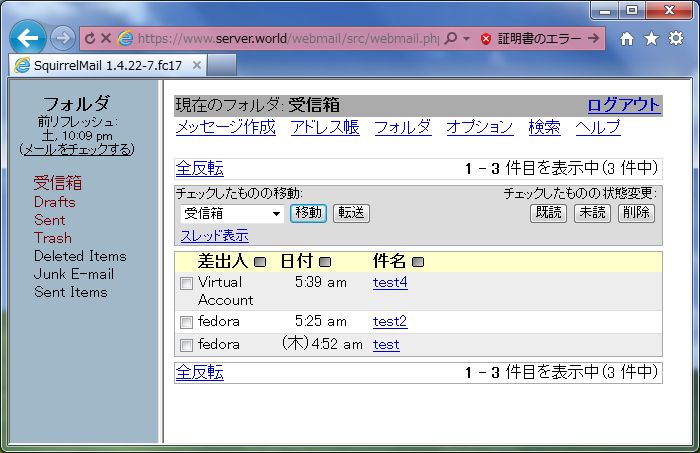 https://www.server.world/webmail/src/webmail.php 証明書のエラー
SquirrelMail 1.4.22-7.fc17
フォルダ
前リフレッシュ:
土, 10:09 pm
(メールをチェックする)
受信箱
Drafts
Sent
Trash
Deleted Items
Junk E-mail
Sent Items
現在のフォルダ: 受信箱 ログアウト
メッセージ作成 アドレス帳 フォルダ オプション 検索 ヘルプ
全反転 1 - 3 件目を表示中(3 件中)
チェックしたものの移動: チェックしたものの状態変更:
受信箱 移動 転送 既読 未読 削除
スレッド表示
差出人 日付 件名
Virtual 5:39 am test4
Account
fedora 5:25 am test2
fedora (木) 4:52 am test
全反転 1 - 3 件目を表示中(3 件中)